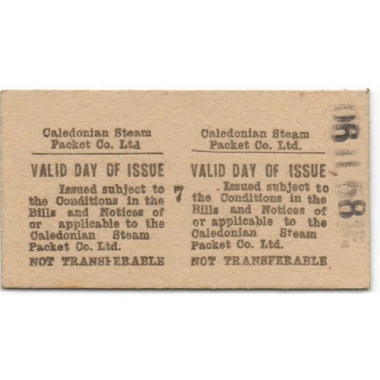 Caledonian Steam
Packet Co. Ltd
VALID DAY OF ISSUE
Issued subject to
the Conditions in the
Bills and Notices of
or applicable to the
Caledonian Steam
Packet Co. Ltd.
NOT TRANSFERABLE
7
Caledonian Steam
Packet Co. Ltd.
VALID DAY OF ISSUE
Issued subject to
the Conditions in the
Bills and Notices of
or applicable to the
Caledonian Steam
Packet Co. Ltd.
NOT TRANSFERABLE